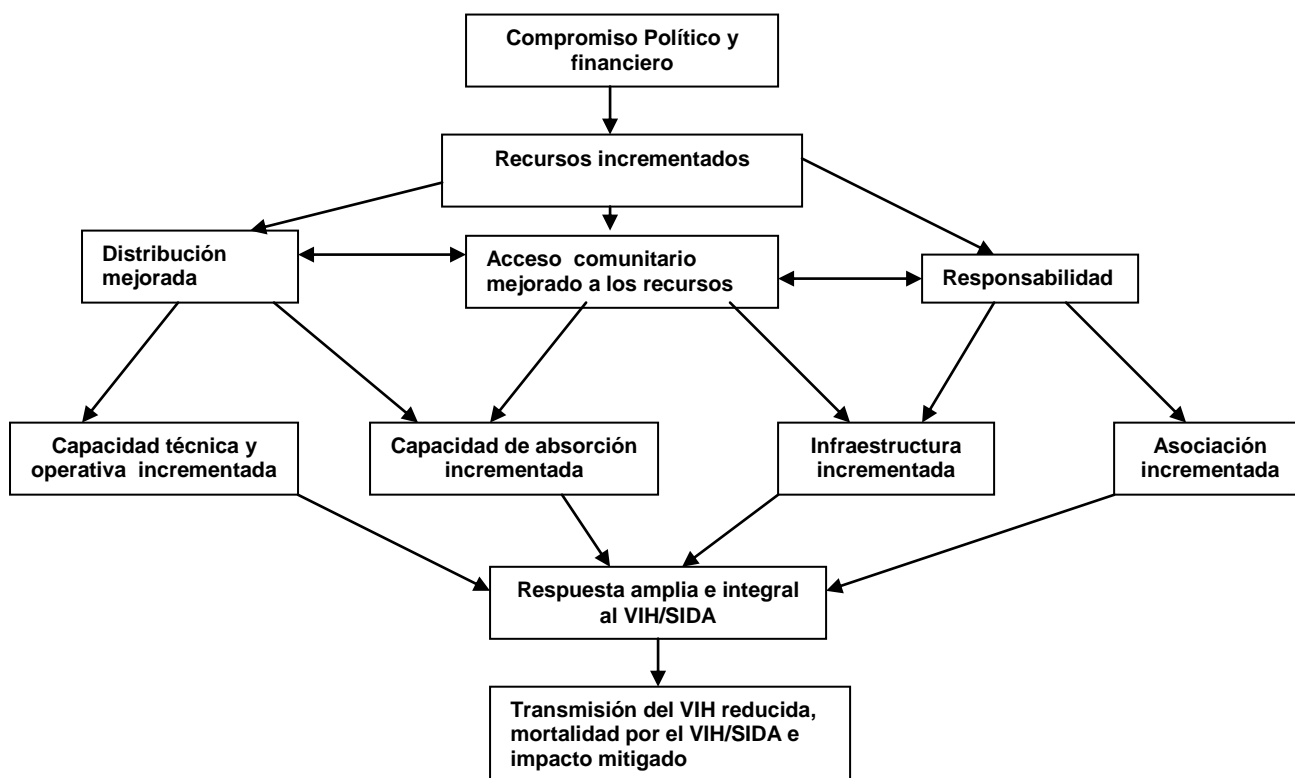 Compromiso Político y
financiero
Recursos incrementados
Distribución
mejorada
Acceso comunitario
mejorado a los recursos
Responsabilidad
Capacidad técnica y
operativa incrementada
Capacidad de absorción
incrementada
Infraestructura
incrementada
Asociación
incrementada
Respuesta amplia e integral
al VIH/SIDA
Transmisión del VIH reducida,
mortalidad por el VIH/SIDA e
impacto mitigado